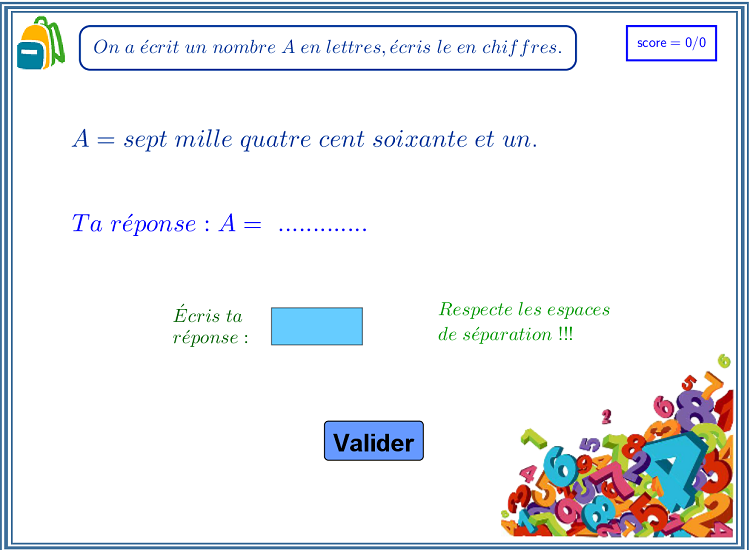 On a écrit un nombre A en lettres, écris le en chiffres.
score = 0/0
A = sept mille quatre cent soixante et un.
Ta réponse : A = .............
Écris ta
réponse :
Respecte les espaces
de séparation !!!
Valider